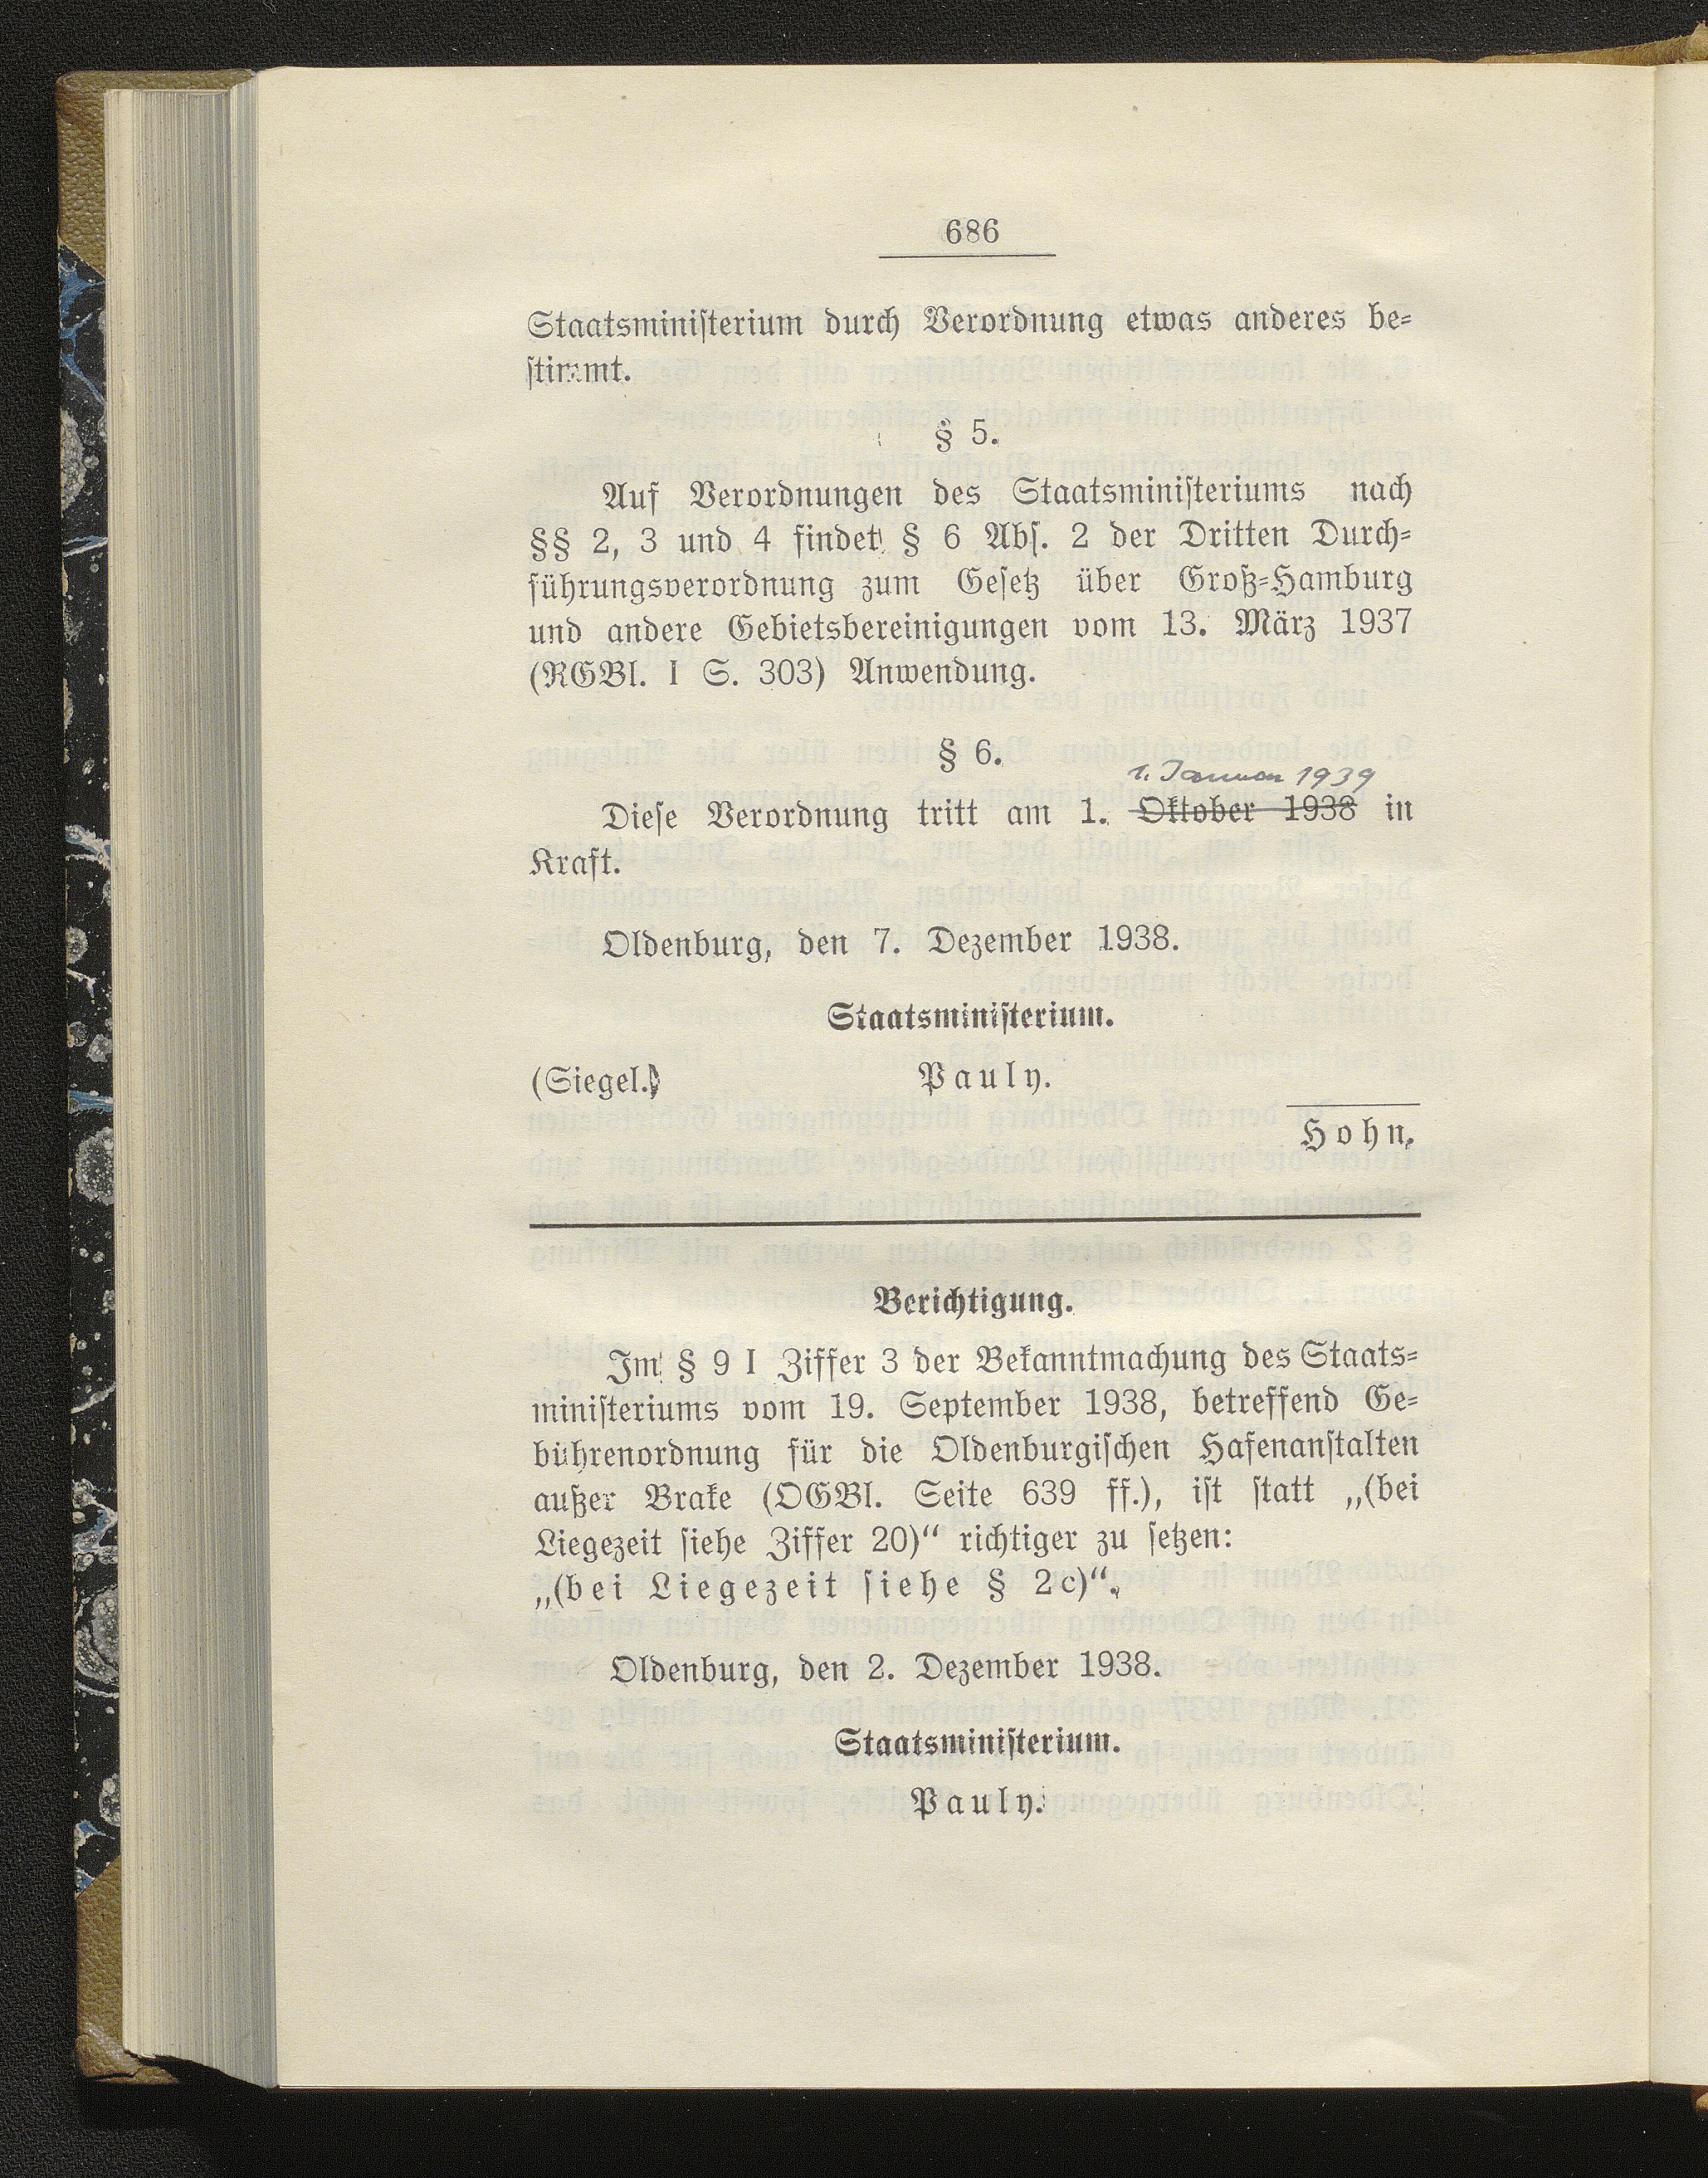 686
Staatsministerium durch Verordnung etwas anderes be-
stimmt.
§ 5.
Auf Verordnungen des Staatsministeriums nach
§§ 2, 3 und 4 findet § 6 Abs. 2 der Dritten Durch-
führungsverordnung zum Gesetz über Groß-Hamburg
und andere Gebietsbereinigungen vom 13. März 1937
(RGBl. I S. 303) Anwendung.
§ 6.
1. Januar 1939
Diese Verordnung tritt am 1. Oktober 1938 in
Kraft.
Oldenburg, den 7. Dezember 1938.
Staatsministerium.
(Siegel.) Pauly.
Hohn.
Berichtigung.
Im § 9 I Ziffer 3 der Bekanntmachung des Staats-
ministeriums vom 19. September 1938, betreffend Ge-
bührenordnung für die Oldenburgischen Hafenanstalten
außer Brake (OGBl. Seite 639 ff.), ist statt „(bei
Liegezeit siehe Ziffer 20)“ richtiger zu setzen:
„(bei Liegezeit siehe § 2c)“.
Oldenburg, den 2. Dezember 1938.
Staatsministerium.
Pauly.